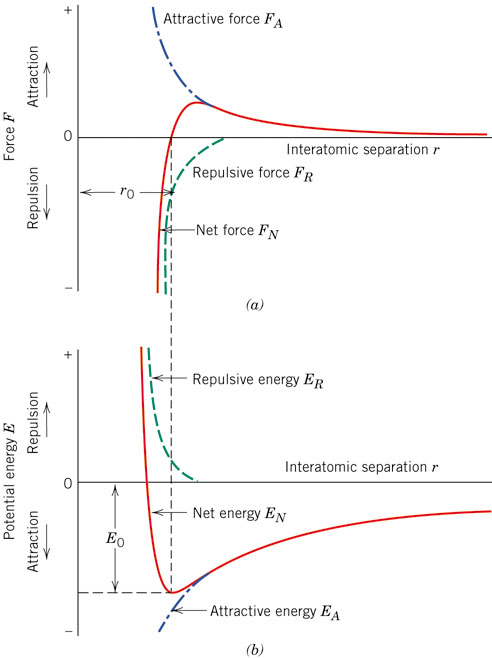 +
Attractive force F_A
Attraction
Force F
0
Interatomic separation r
Repulsive force F_R
Repulsion
r_0
Net force F_N
−
(a)
+
Repulsive energy E_R
Repulsion
Potential energy E
Interatomic separation r
0
Net energy E_N
E_0
Attraction
Attractive energy E_A
−
(b)